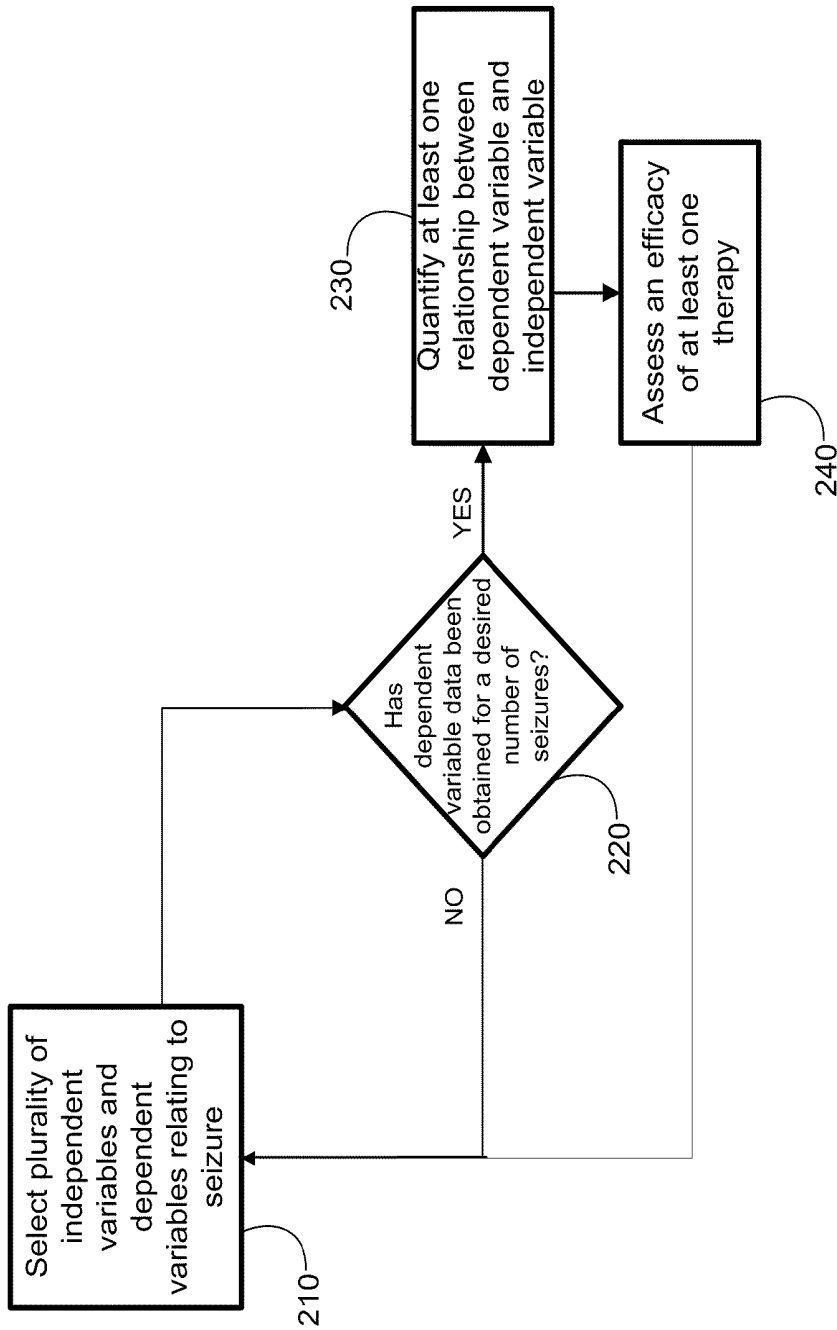 Select plurality of
independent
variables and
dependent
variables relating to
seizure
210
Has
dependent
variable data been
obtained for a desired
number of
seizures?
220
NO
YES
Quantify at least one
relationship between
dependent variable and
independent variable
230
Assess an efficacy
of at least one
therapy
240